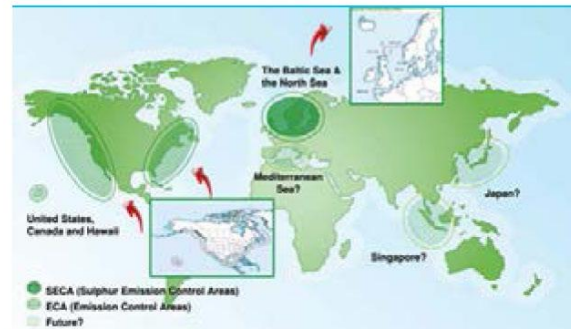 The Baltic Sea &
the North Sea
Mediterranean
Sea?
Japan?
United States,
Canada and Hawaii
Singapore?
SECA (Sulphur Emission Control Areas)
ECA (Emission Control Areas)
Future?